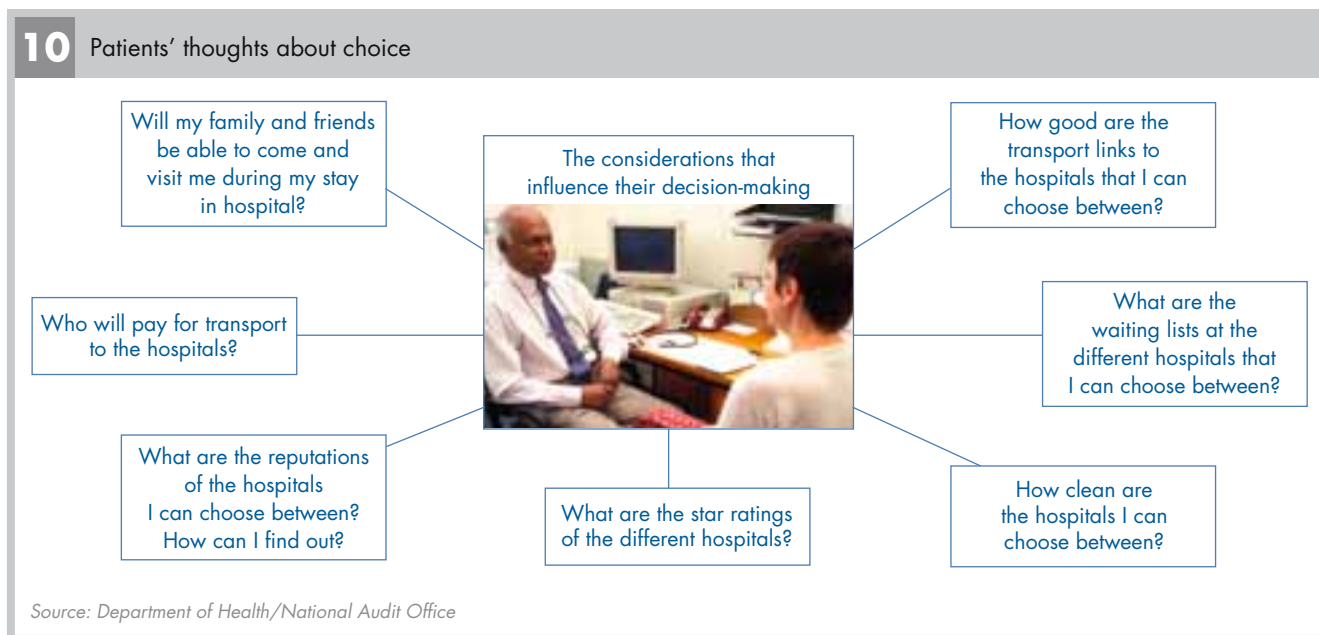 10 Patients’ thoughts about choice
Will my family and friends
be able to come and
visit me during my stay
in hospital?
The considerations that
influence their decision-making
How good are the
transport links to
the hospitals that I can
choose between?
Who will pay for transport
to the hospitals?
What are the
waiting lists at the
different hospitals that
I can choose between?
What are the reputations
of the hospitals
I can choose between?
How can I find out?
What are the star ratings
of the different hospitals?
How clean are
the hospitals I can
choose between?
Source: Department of Health/National Audit Office